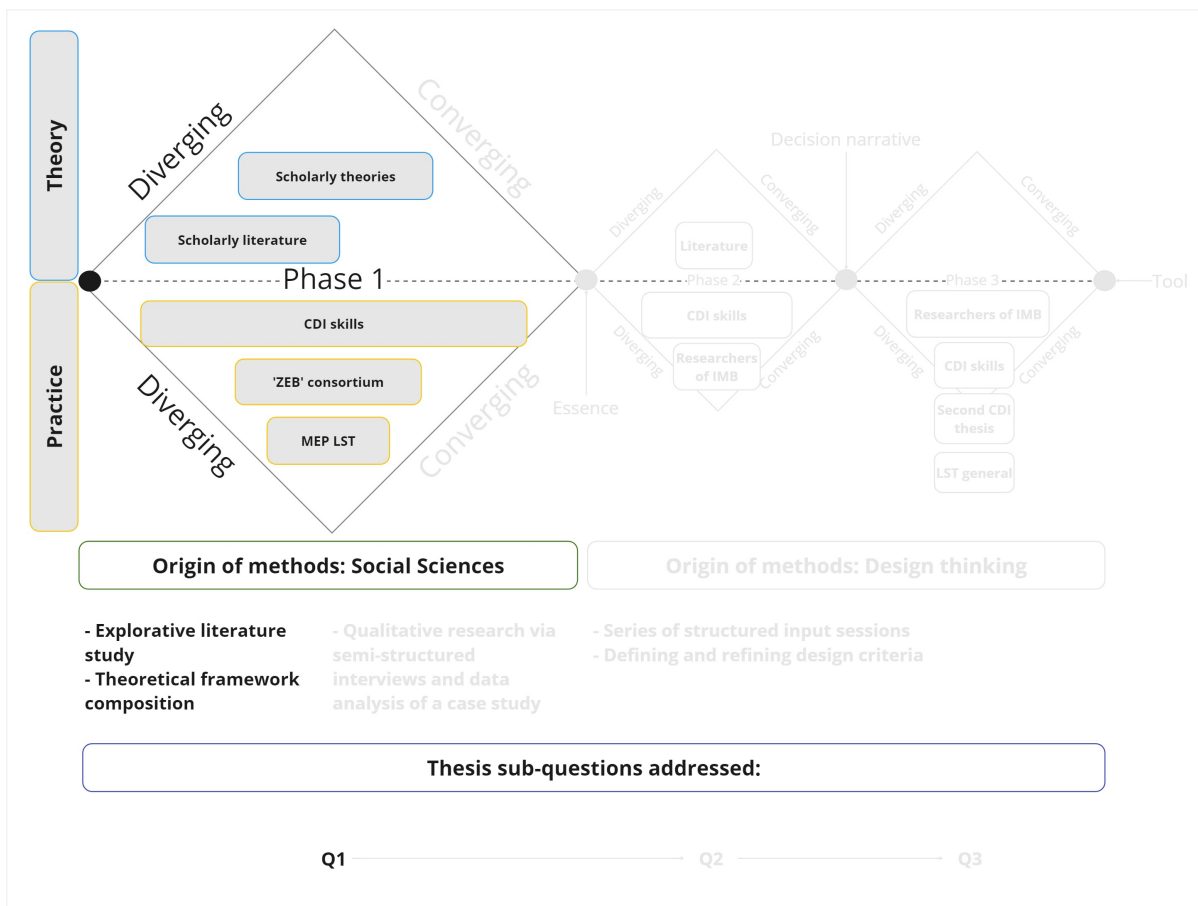 Theory
Practice
Diverging
Converging
Scholarly theories
Scholarly literature
Phase 1
CDI skills
'ZEB' consortium
MEP LST
Diverging
Converging
Essence
Diverging
Converging
Literature
Phase 2
CDI skills
Researchers
of IMB
Diverging
Converging
Decision narrative
Diverging
Converging
Phase 3
Researchers of IMB
CDI skills
Second CDI
thesis
LST general
Diverging
Converging
Tool
Origin of methods: Social Sciences
Origin of methods: Design thinking
- Explorative literature
study
- Theoretical framework
composition
- Qualitative research via
semi-structured
interviews and data
analysis of a case study
- Series of structured input sessions
- Defining and refining design criteria
Thesis sub-questions addressed:
Q1
Q2
Q3